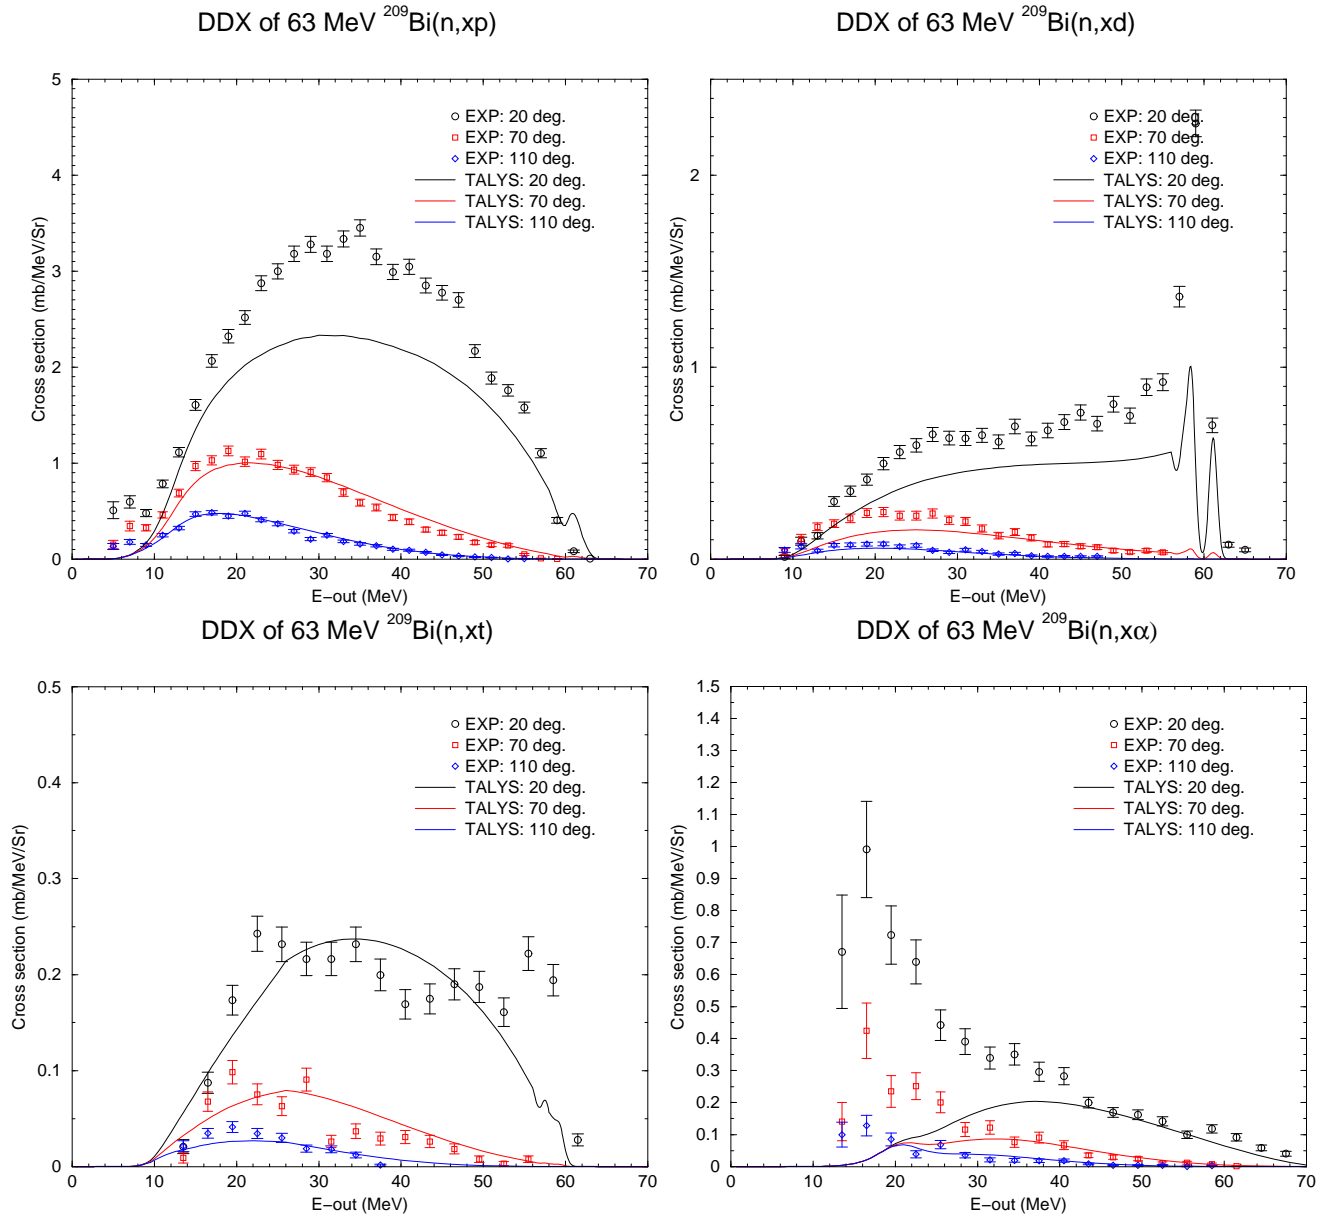 DDX of 63 MeV 209Bi(n,xp)
5
4
3
2
1
0
Cross section (mb/MeV/Sr)
EXP: 20 deg.
EXP: 70 deg.
EXP: 110 deg.
TALYS: 20 deg.
TALYS: 70 deg.
TALYS: 110 deg.
0 10 20 30 40 50 60 70
E−out (MeV)
DDX of 63 MeV 209Bi(n,xd)
2
1
0
Cross section (mb/MeV/Sr)
EXP: 20 deg.
EXP: 70 deg.
EXP: 110 deg.
TALYS: 20 deg.
TALYS: 70 deg.
TALYS: 110 deg.
0 10 20 30 40 50 60 70
E−out (MeV)
DDX of 63 MeV 209Bi(n,xt)
0.5
0.4
0.3
0.2
0.1
0
Cross section (mb/MeV/Sr)
EXP: 20 deg.
EXP: 70 deg.
EXP: 110 deg.
TALYS: 20 deg.
TALYS: 70 deg.
TALYS: 110 deg.
0 10 20 30 40 50 60 70
E−out (MeV)
DDX of 63 MeV 209Bi(n,xα)
1.5
1.4
1.3
1.2
1.1
1
0.9
0.8
0.7
0.6
0.5
0.4
0.3
0.2
0.1
0
Cross section (mb/MeV/Sr)
EXP: 20 deg.
EXP: 70 deg.
EXP: 110 deg.
TALYS: 20 deg.
TALYS: 70 deg.
TALYS: 110 deg.
0 10 20 30 40 50 60 70
E−out (MeV)